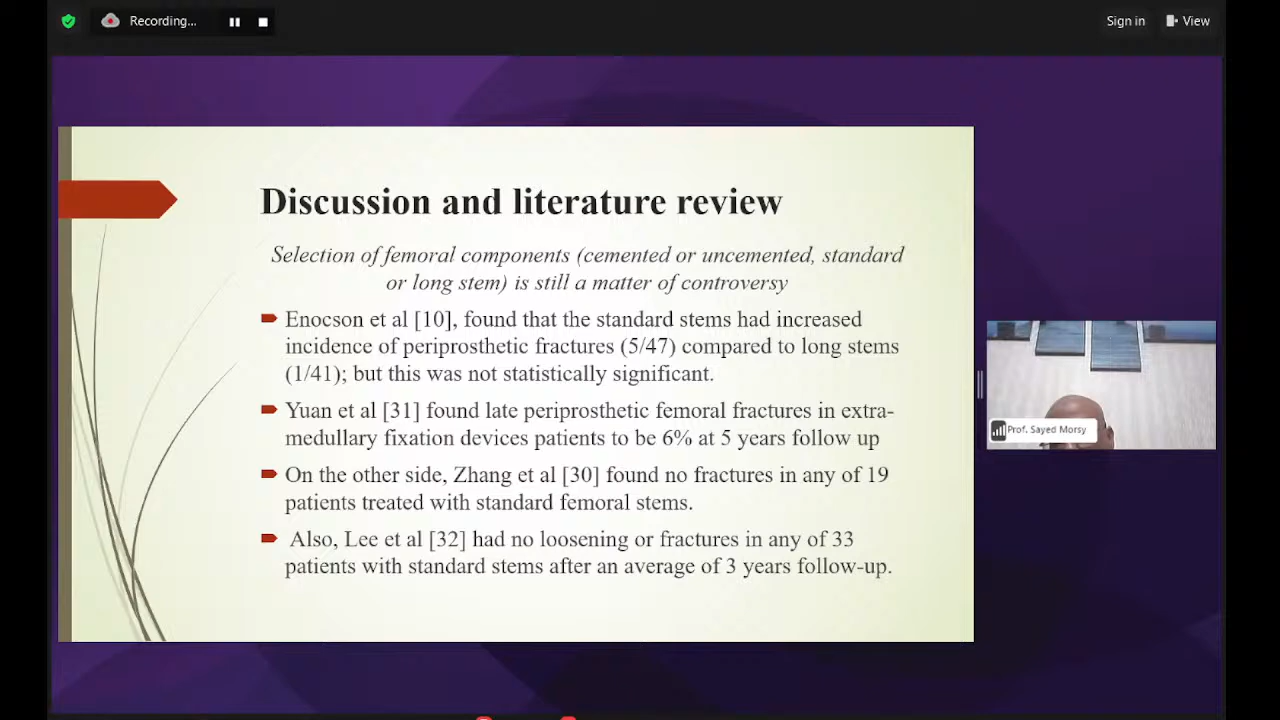 Recording...
Sign in
View
Discussion and literature review
Selection of femoral components (cemented or uncemented, standard
or long stem) is still a matter of controversy
Enocson et al [10], found that the standard stems had increased
incidence of periprosthetic fractures (5/47) compared to long stems
(1/41); but this was not statistically significant.
Yuan et al [31] found late periprosthetic femoral fractures in extra-
medullary fixation devices patients to be 6% at 5 years follow up
On the other side, Zhang et al [30] found no fractures in any of 19
patients treated with standard femoral stems.
Also, Lee et al [32] had no loosening or fractures in any of 33
patients with standard stems after an average of 3 years follow-up.
Prof. Sayed Morsy